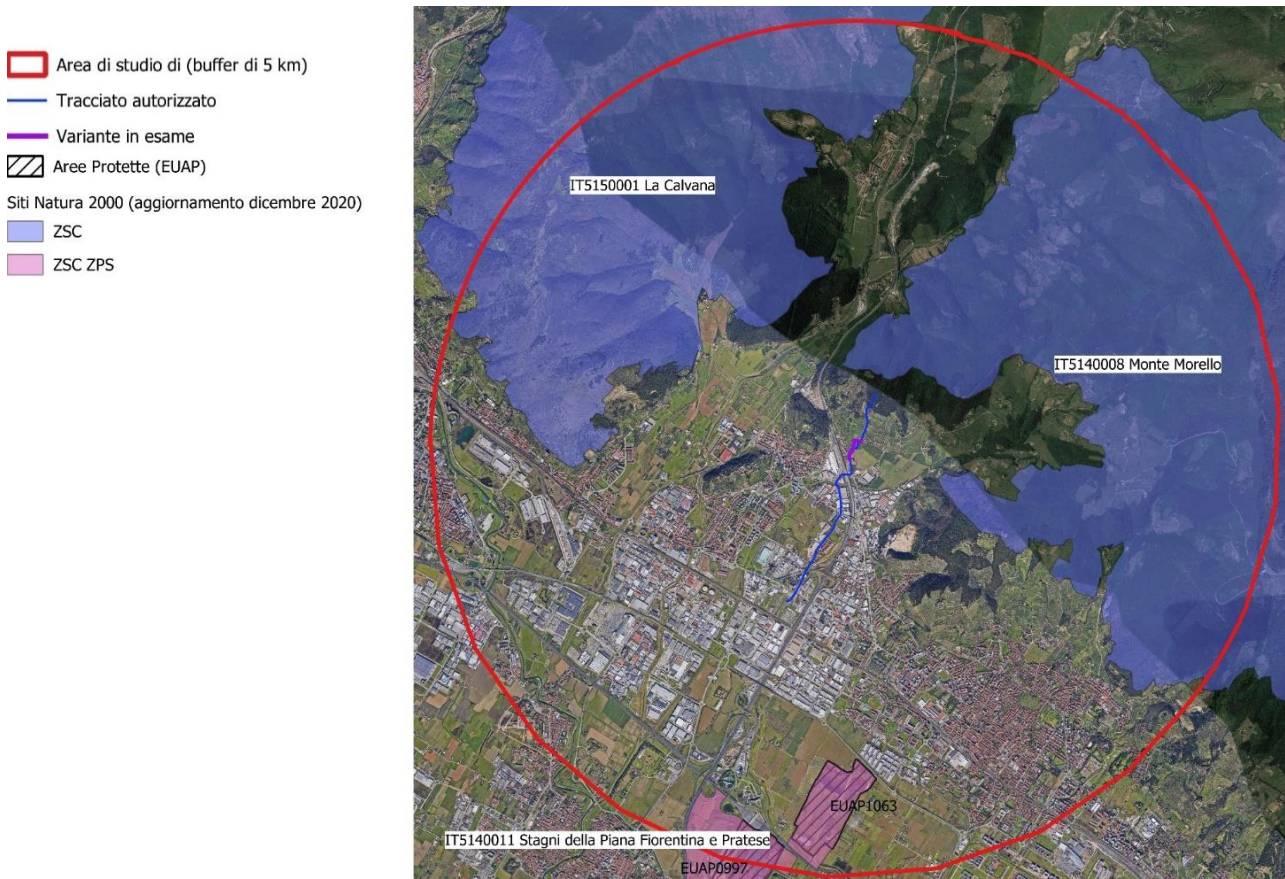 Area di studio di (buffer di 5 km)
Tracciato autorizzato
Variante in esame
Aree Protette (EUAP)
Siti Natura 2000 (aggiornamento dicembre 2020)
ZSC
ZSC ZPS
IT5150001 La Calvana
IT5140008 Monte Morello
EUAP1063
IT5140011 Stagni della Piana Fiorentina e Pratese
EUAP0997